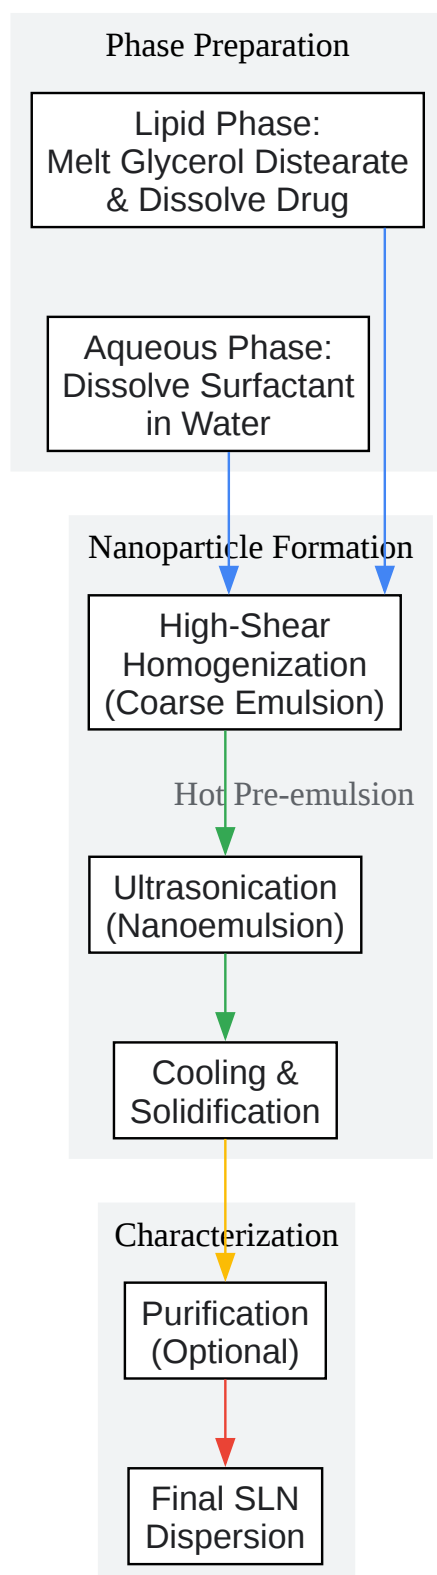 Phase Preparation
Lipid Phase:
Melt Glycerol Distearate
& Dissolve Drug
Aqueous Phase:
Dissolve Surfactant
in Water
Nanoparticle Formation
High-Shear
Homogenization
(Coarse Emulsion)
Hot Pre-emulsion
Ultrasonication
(Nanoemulsion)
Cooling &
Solidification
Characterization
Purification
(Optional)
Final SLN
Dispersion